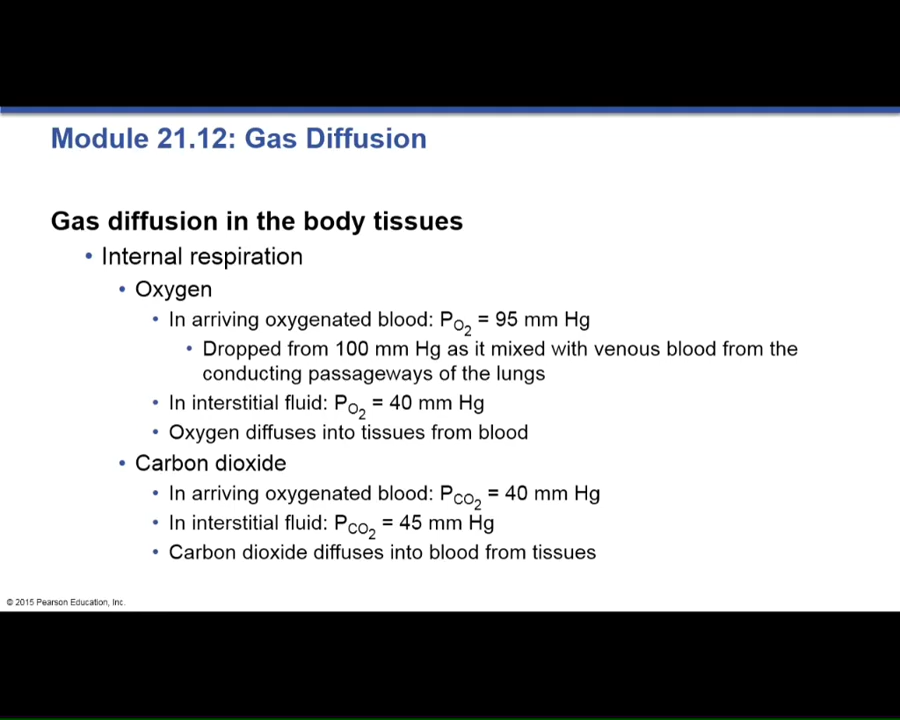 Module 21.12: Gas Diffusion
Gas diffusion in the body tissues
• Internal respiration
• Oxygen
• In arriving oxygenated blood: PO2 = 95 mm Hg
• Dropped from 100 mm Hg as it mixed with venous blood from the
conducting passageways of the lungs
• In interstitial fluid: PO2 = 40 mm Hg
• Oxygen diffuses into tissues from blood
• Carbon dioxide
• In arriving oxygenated blood: PCO2 = 40 mm Hg
• In interstitial fluid: PCO2 = 45 mm Hg
• Carbon dioxide diffuses into blood from tissues
© 2015 Pearson Education, Inc.